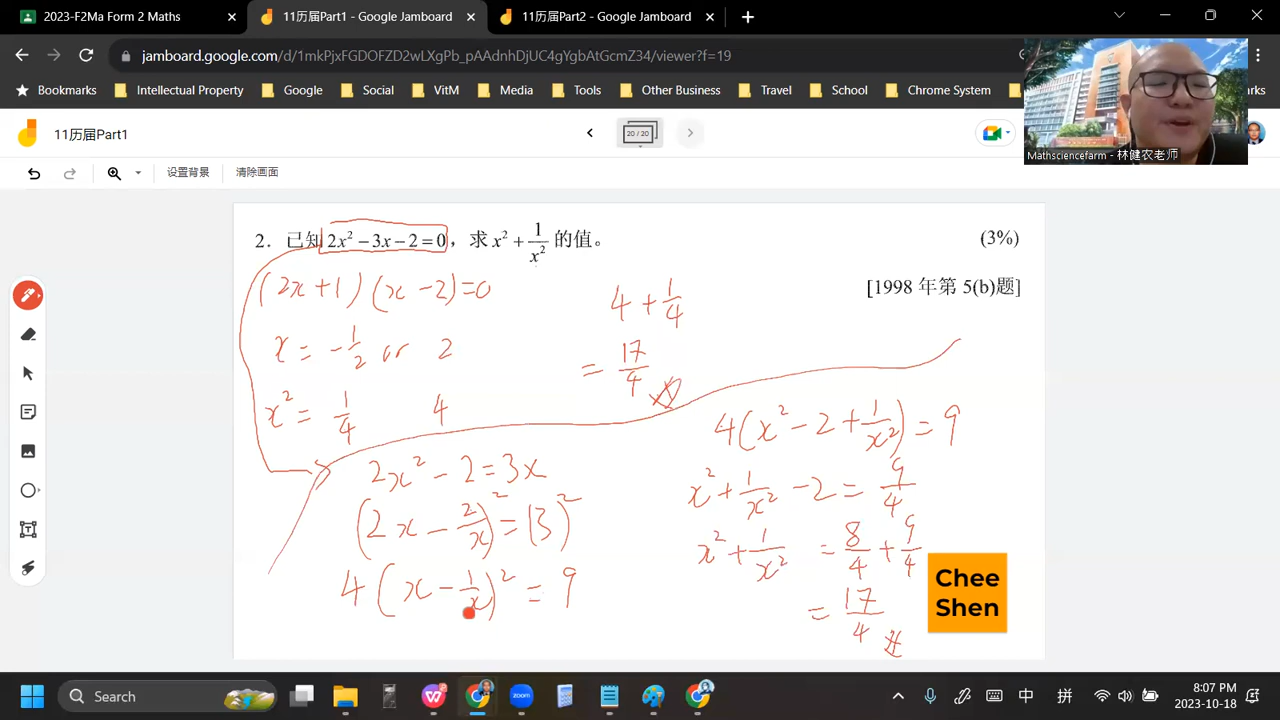 2023-F2Ma Form 2 Maths
11历届Part1 - Google Jamboard
11历届Part2 - Google Jamboard
jamboard.google.com/d/1mkPjxFGDQFZD2wLXgPb_pAAdnhDjUC4gYgbAtGcmZ34/viewer?f=19
Bookmarks Intellectual Property Google Social VitM Media Tools Other Business Travel School Chrome System
Mathsciencefarm - 林健农老师
11历届Part1
20 / 20
设置背景 清除画面
2. 已知 2x² − 3x − 2 = 0, 求 x² + 1/x² 的值。 (3%)
[1998 年第 5(b)题]
(2x + 1)(x − 2) = 0
x = −1/2 or 2
x² = 1/4 4
4 + 1/4
= 17/4
2x² − 2 = 3x
(2x − 2/x)² = (3)²
4(x − 1/x)² = 9
4(x² − 2 + 1/x²) = 9
x² + 1/x² − 2 = 9/4
x² + 1/x² = 8/4 + 9/4
= 17/4
Chee
Shen
Search
中 拼
8:07 PM
2023-10-18